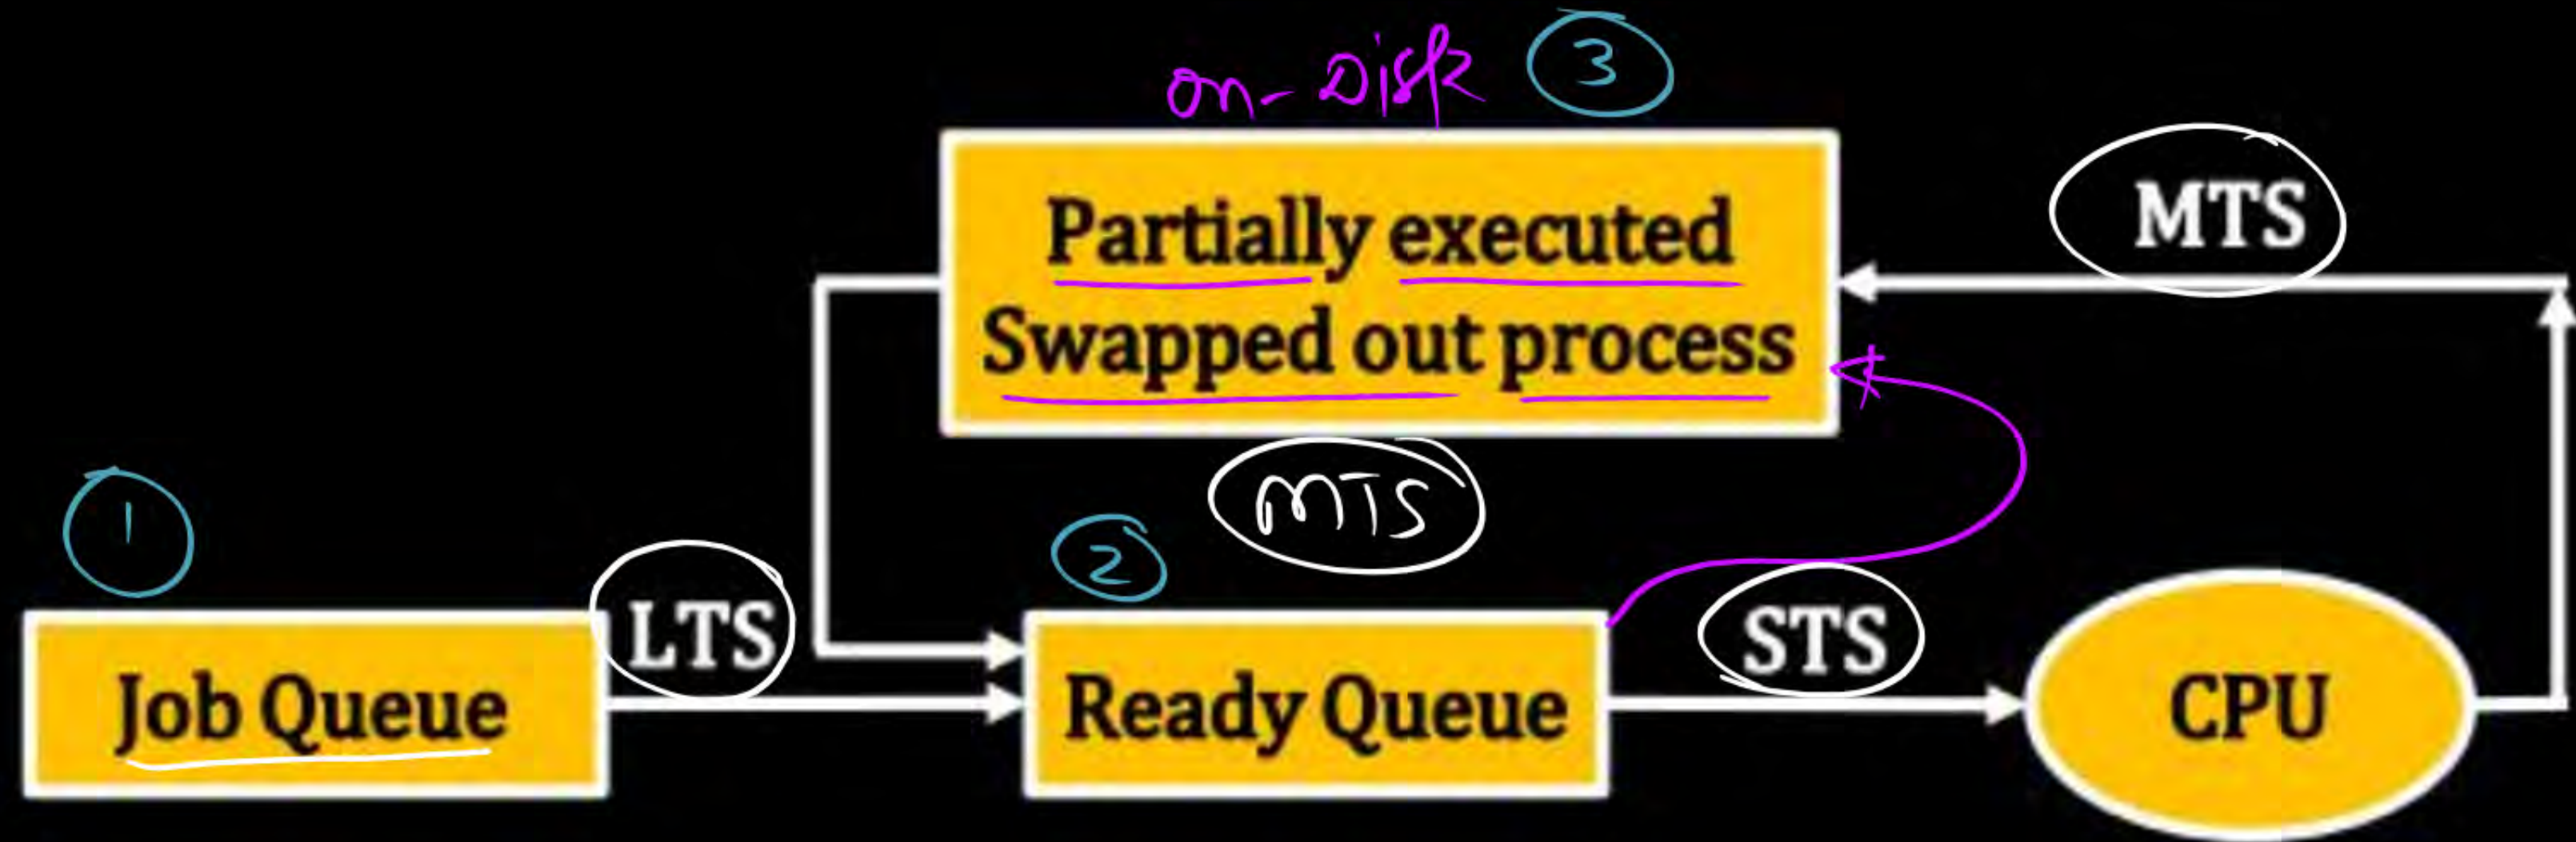 on-Disk 3
Partially executed
Swapped out process
MTS
MTS
1
2
LTS
STS
Job Queue
Ready Queue
CPU